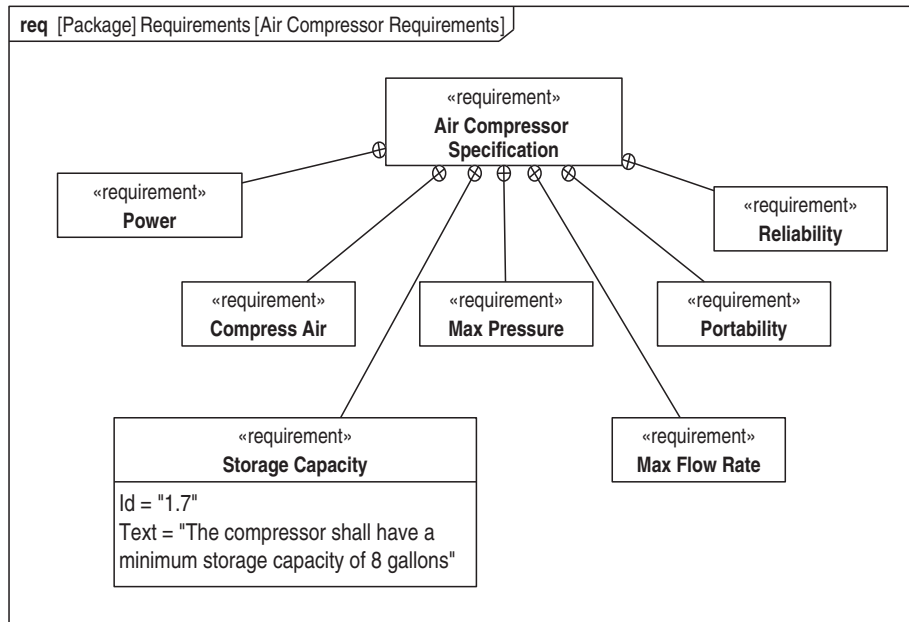 req [Package] Requirements [Air Compressor Requirements]
«requirement»
Air Compressor
Specification
«requirement»
Power
«requirement»
Reliability
«requirement»
Compress Air
«requirement»
Max Pressure
«requirement»
Portability
«requirement»
Storage Capacity
Id = "1.7"
Text = "The compressor shall have a
minimum storage capacity of 8 gallons"
«requirement»
Max Flow Rate